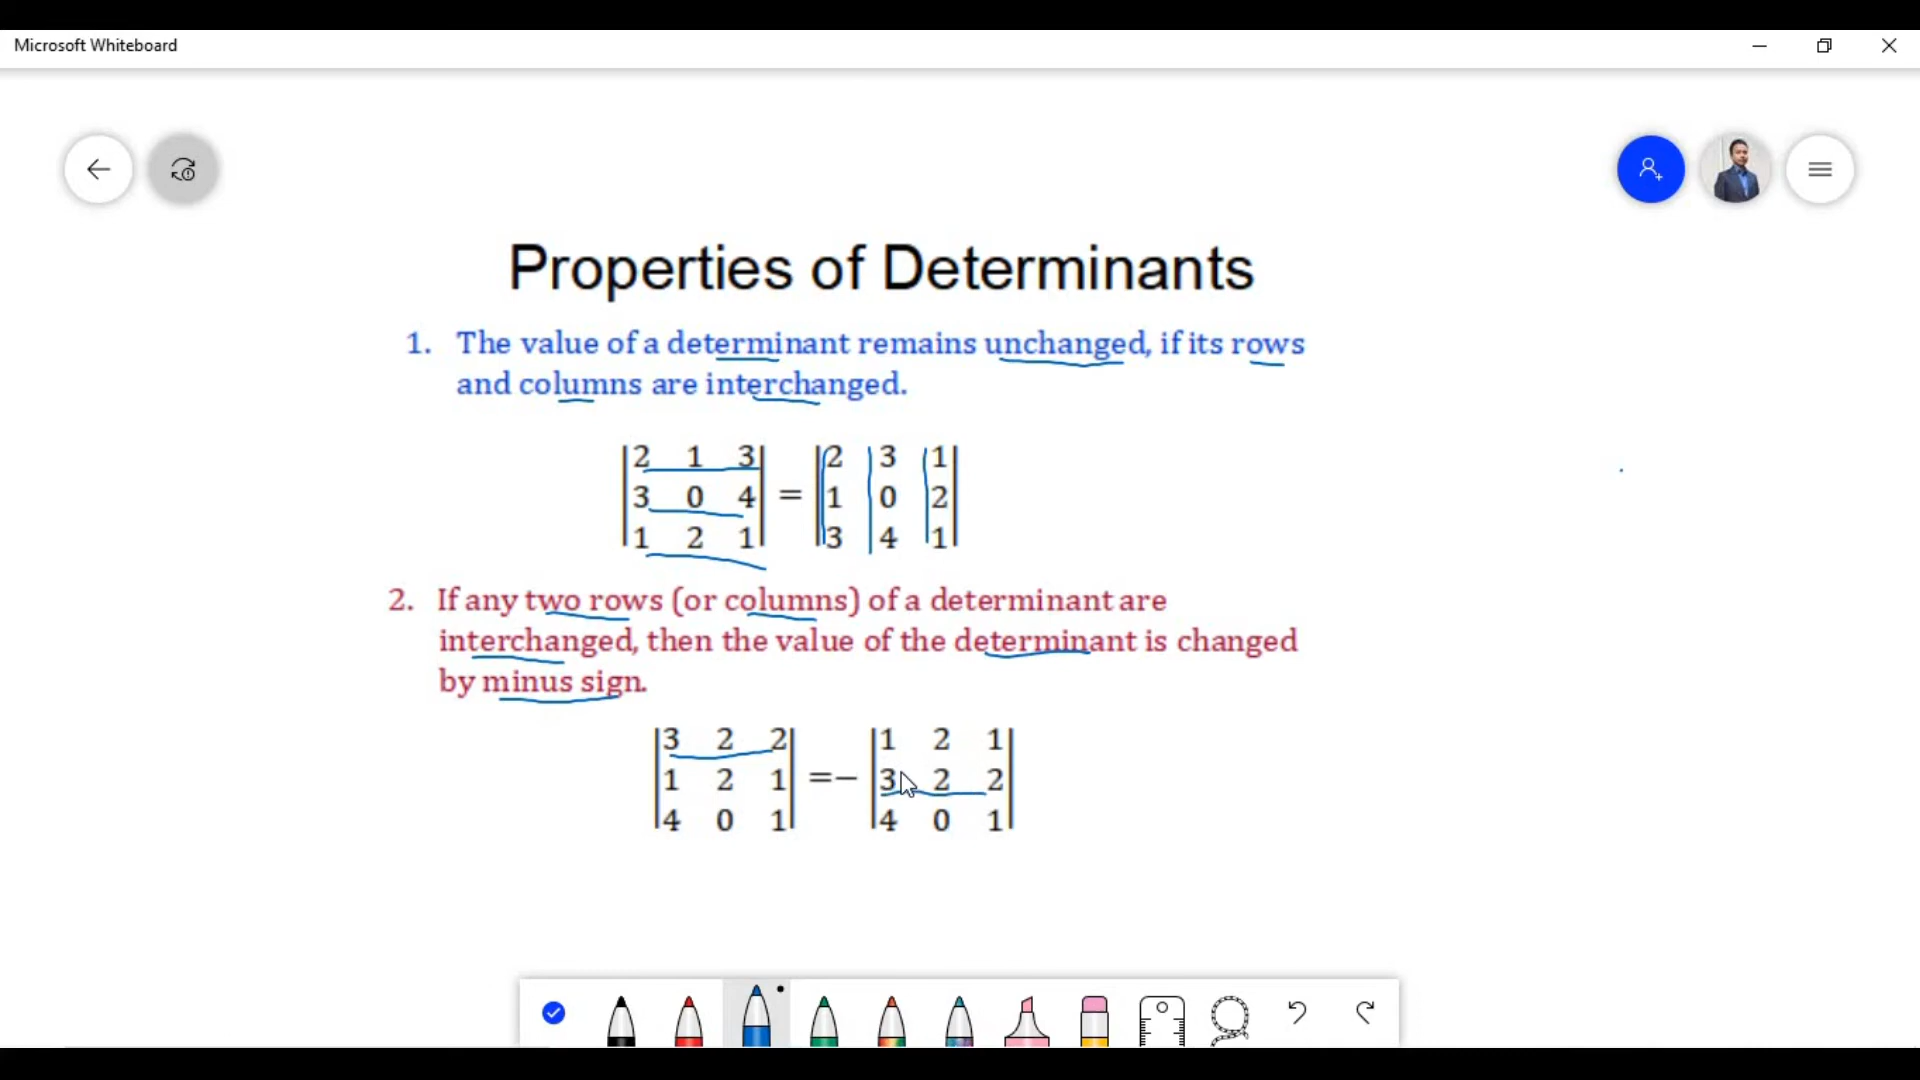 Microsoft Whiteboard
Properties of Determinants
1. The value of a determinant remains unchanged, if its rows
and columns are interchanged.
|2 1 3| |2 3 1|
|3 0 4| = |1 0 2|
|1 2 1| |3 4 1|
2. If any two rows (or columns) of a determinant are
interchanged, then the value of the determinant is changed
by minus sign.
|3 2 2| |1 2 1|
|1 2 1| =− |3 2 2|
|4 0 1| |4 0 1|